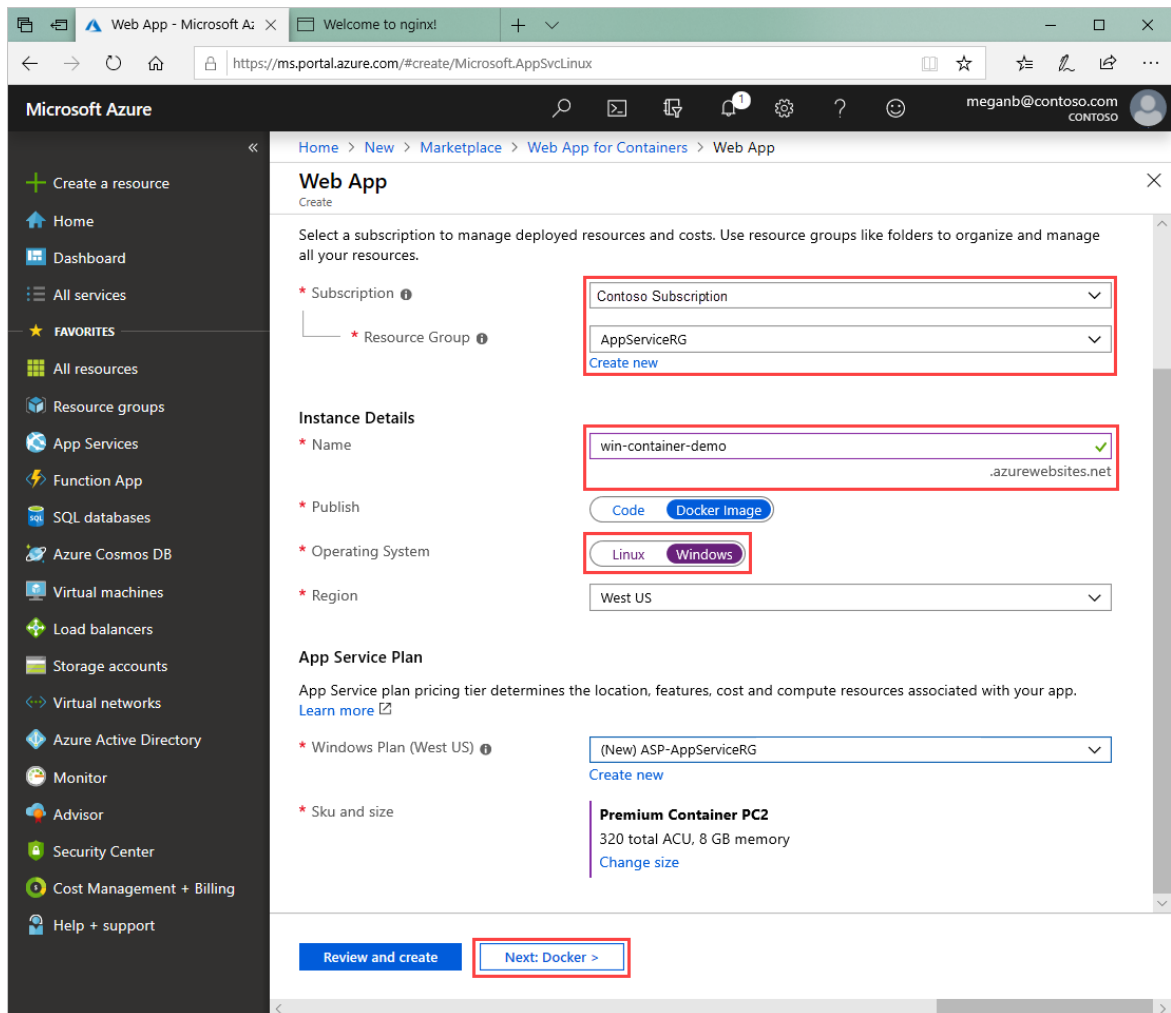 Web App - Microsoft Az
Welcome to nginx!
https://ms.portal.azure.com/#create/Microsoft.AppSvcLinux
Microsoft Azure
1
meganb@contoso.com
CONTOSO
Create a resource
Home
Dashboard
All services
FAVORITES
All resources
Resource groups
App Services
Function App
SQL databases
Azure Cosmos DB
Virtual machines
Load balancers
Storage accounts
Virtual networks
Azure Active Directory
Monitor
Advisor
Security Center
Cost Management + Billing
Help + support
Home > New > Marketplace > Web App for Containers > Web App
Web App
Create
Select a subscription to manage deployed resources and costs. Use resource groups like folders to organize and manage
all your resources.
* Subscription
Contoso Subscription
* Resource Group
AppServiceRG
Create new
Instance Details
* Name
win-container-demo
.azurewebsites.net
* Publish
Code Docker Image
* Operating System
Linux Windows
* Region
West US
App Service Plan
App Service plan pricing tier determines the location, features, cost and compute resources associated with your app.
Learn more
* Windows Plan (West US)
(New) ASP-AppServiceRG
Create new
* Sku and size
Premium Container PC2
320 total ACU, 8 GB memory
Change size
Review and create
Next: Docker >